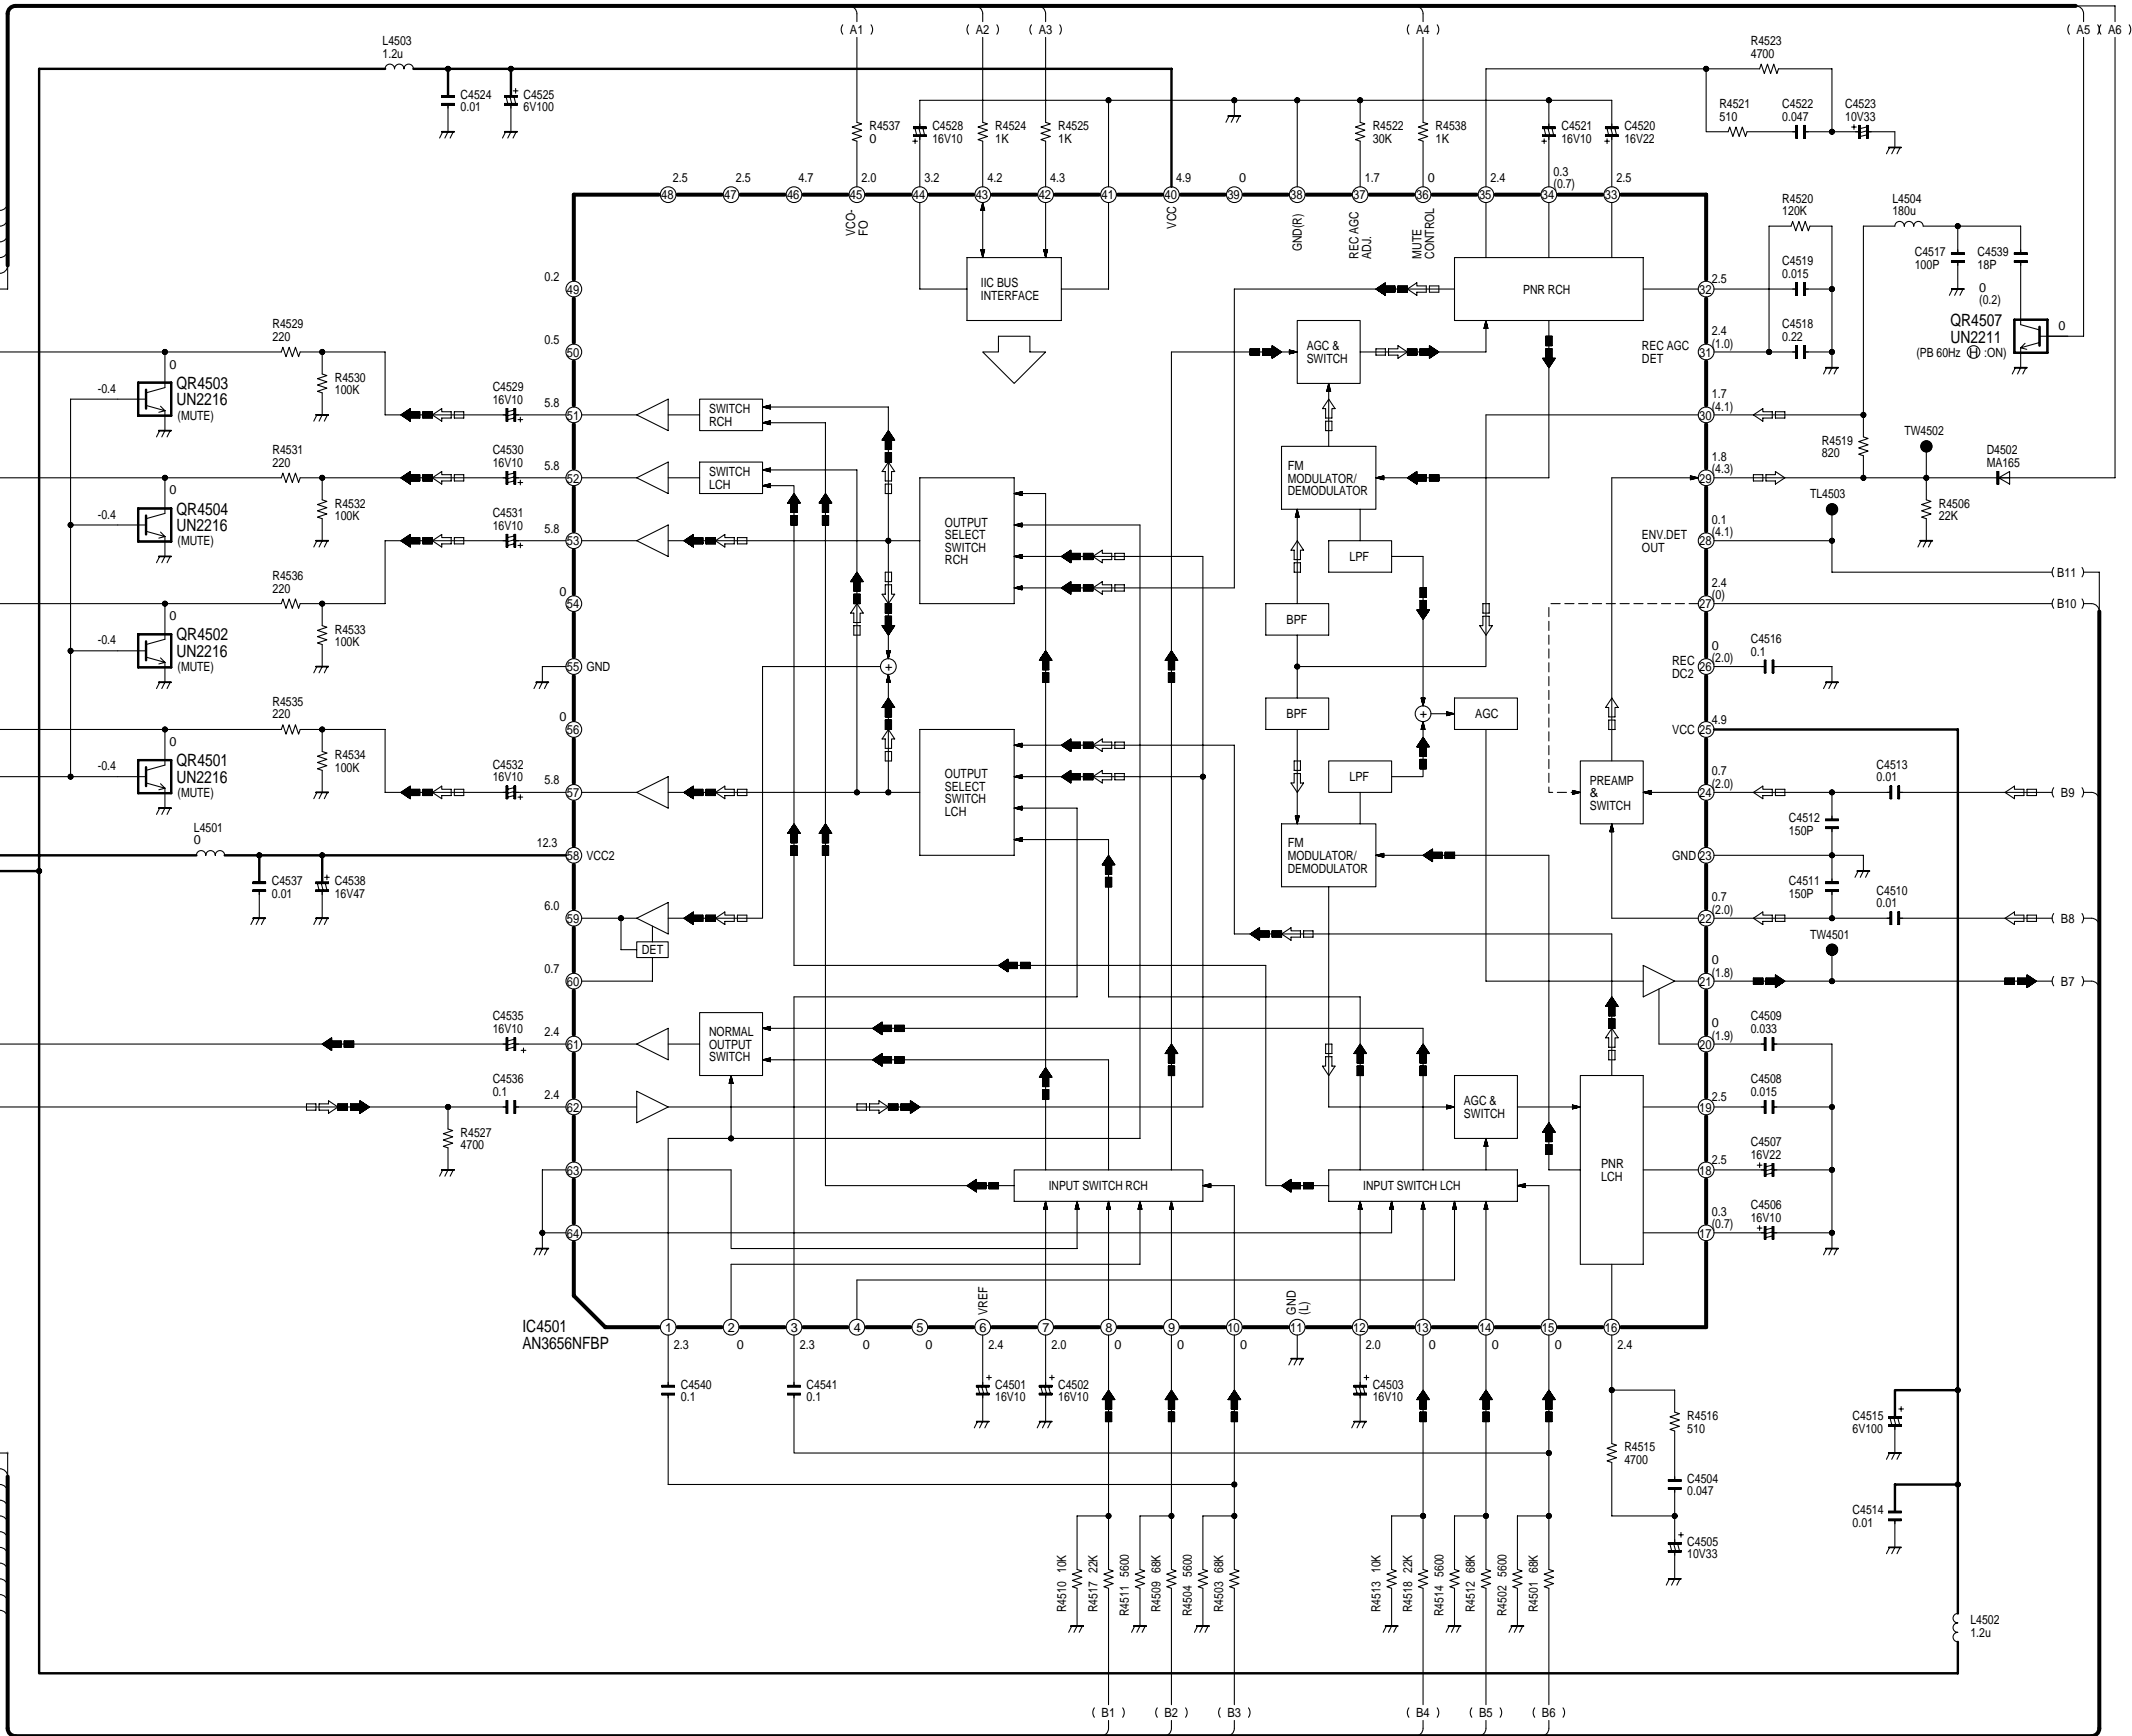 ( A1 )
( A2 )
( A3 )
( A4 )
( A5 )( A6 )
L4503
1.2u
C4524
0.01
C4525
6V100
+
R4537
0
C4528
16V10
+
R4524
1K
R4525
1K
R4522
30K
R4538
1K
C4521
16V10
+
C4520
16V22
+
R4523
4700
R4521
510
C4522
0.047
C4523
10V33
+
2.5
2.5
4.7
2.0
3.2
4.2
4.3
4.9
0
1.7
0
2.4
0.3
(0.7)
2.5
48
47
46
45
44
43
42
41
40
39
38
37
36
35
34
33
VCO-
FO
VCC
GND(R)
REC AGC
ADJ.
MUTE
CONTROL
IIC BUS
INTERFACE
PNR RCH
R4520
120K
C4519
0.015
C4518
0.22
L4504
180u
C4517
100P
C4539
18P
0
(0.2)
QR4507
UN2211
(PB 60Hz H :ON)
0
0.2
49
0.5
50
5.8
51
5.8
52
5.8
53
0
54
55 GND
0
56
5.8
57
12.3
58 VCC2
6.0
59
0.7
60
2.4
61
2.4
62
63
64
R4529
220
0
-0.4
QR4503
UN2216
(MUTE)
R4530
100K
C4529
16V10
+
R4531
220
0
-0.4
QR4504
UN2216
(MUTE)
R4532
100K
C4530
16V10
+
C4531
16V10
+
R4536
220
0
-0.4
QR4502
UN2216
(MUTE)
R4533
100K
R4535
220
0
-0.4
QR4501
UN2216
(MUTE)
R4534
100K
C4532
16V10
+
L4501
0
C4537
0.01
C4538
16V47
+
C4535
16V10
+
C4536
0.1
R4527
4700
SWITCH
RCH
SWITCH
LCH
OUTPUT
SELECT
SWITCH
RCH
OUTPUT
SELECT
SWITCH
LCH
+
DET
NORMAL
OUTPUT
SWITCH
AGC &
SWITCH
FM
MODULATOR/
DEMODULATOR
LPF
BPF
BPF
+
AGC
LPF
FM
MODULATOR/
DEMODULATOR
PREAMP
&
SWITCH
AGC &
SWITCH
PNR
LCH
INPUT SWITCH RCH
INPUT SWITCH LCH
2.5
32
2.4
(1.0)
31
REC AGC
DET
1.7
(4.1)
30
1.8
(4.3)
29
0.1
(4.1)
28
ENV.DET
OUT
2.4
(0)
27
0
(2.0)
26
REC
DC2
4.9
VCC 25
0.7
(2.0)
24
GND 23
0.7
(2.0)
22
0
(1.8)
21
0
(1.9)
20
2.5
19
2.5
18
0.3
(0.7)
17
R4519
820
TW4502
D4502
MA165
R4506
22K
TL4503
( B11 )
( B10 )
C4516
0.1
C4513
0.01
( B9 )
C4512
150P
C4511
150P
C4510
0.01
( B8 )
TW4501
( B7 )
C4509
0.033
C4508
0.015
C4507
16V22
+
C4506
16V10
+
IC4501
AN3656NFBP
VREF
GND
(L)
1
2
3
4
5
6
7
8
9
10
11
12
13
14
15
16
2.3
0
2.3
0
0
2.4
2.0
0
0
0
2.0
0
0
0
2.4
C4540
0.1
C4541
0.1
C4501
16V10
+
C4502
16V10
+
C4503
16V10
+
R4516
510
R4515
4700
C4504
0.047
C4505
10V33
+
C4515
6V100
+
C4514
0.01
L4502
1.2u
R4510 10K
R4517 22K
R4511 5600
R4509 68K
R4504 5600
R4503 68K
R4513 10K
R4518 22K
R4514 5600
R4512 68K
R4502 5600
R4501 68K
( B1 )
( B2 )
( B3 )
( B4 )
( B5 )
( B6 )